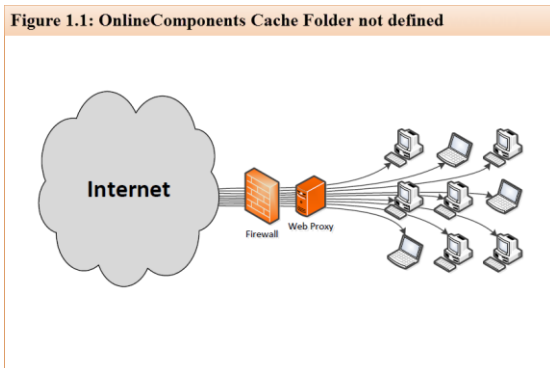 Figure 1.1: OnlineComponents Cache Folder not defined
Internet
Firewall
Web Proxy